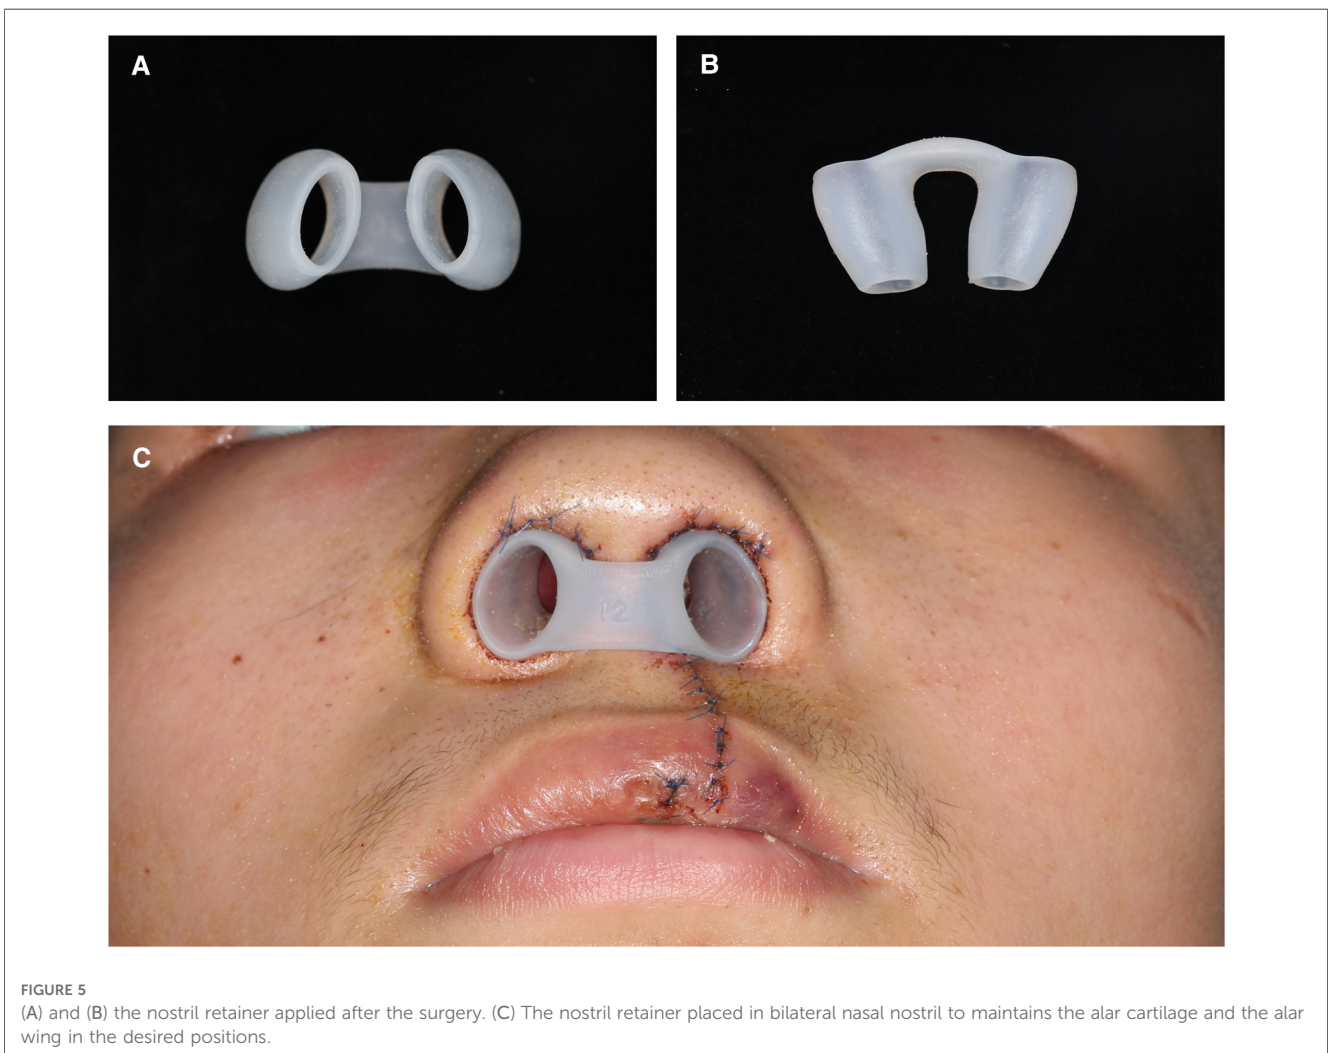 A
B
C
12
FIGURE 5
(A) and (B) the nostril retainer applied after the surgery. (C) The nostril retainer placed in bilateral nasal nostril to maintains the alar cartilage and the alar
wing in the desired positions.